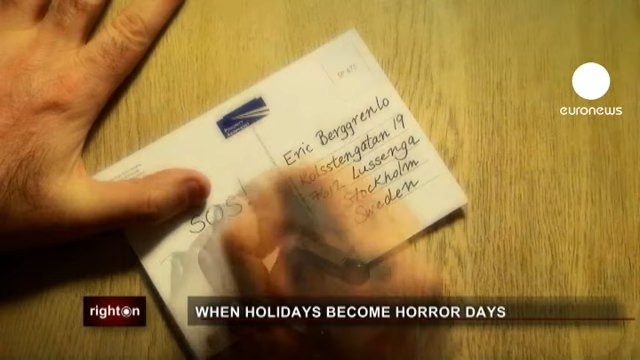 euronews
Eric Berggrenlo
Kolsstengatan 19
Lussenga
Stockholm
Sweden
SOS!
righton
WHEN HOLIDAYS BECOME HORROR DAYS